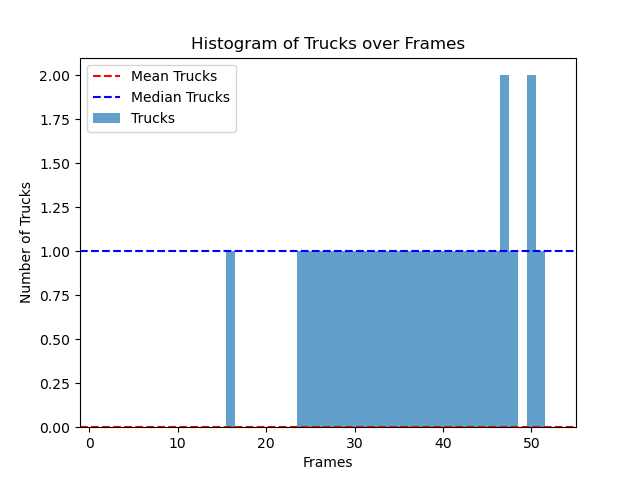 Histogram of Trucks over Frames
Mean Trucks
Median Trucks
Trucks
Number of Trucks
2.00
1.75
1.50
1.25
1.00
0.75
0.50
0.25
0.00
0 10 20 30 40 50
Frames